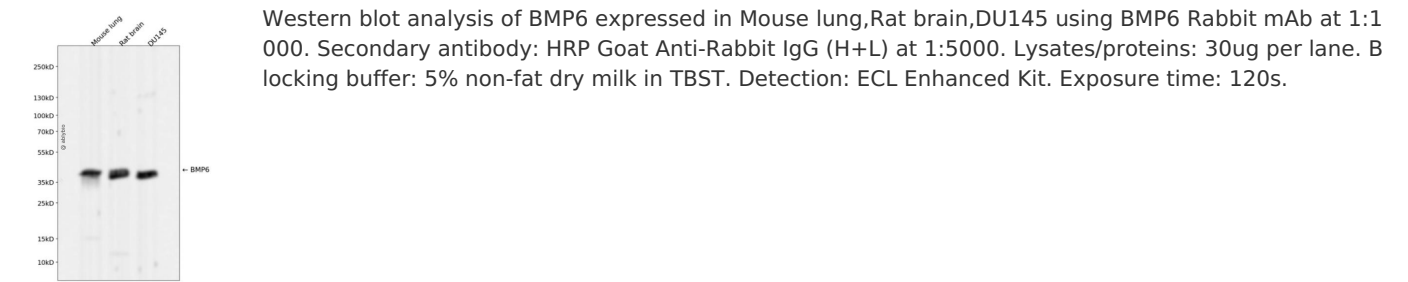 Western blot analysis of BMP6 expressed in Mouse lung,Rat brain,DU145 using BMP6 Rabbit mAb at 1:1
000. Secondary antibody: HRP Goat Anti-Rabbit IgG (H+L) at 1:5000. Lysates/proteins: 30ug per lane. B
locking buffer: 5% non-fat dry milk in TBST. Detection: ECL Enhanced Kit. Exposure time: 120s.
Mouse lung
Rat brain
DU145
250kD
130kD
100kD
70kD
55kD
← BMP6
35kD
25kD
15kD
10kD
@ abybro